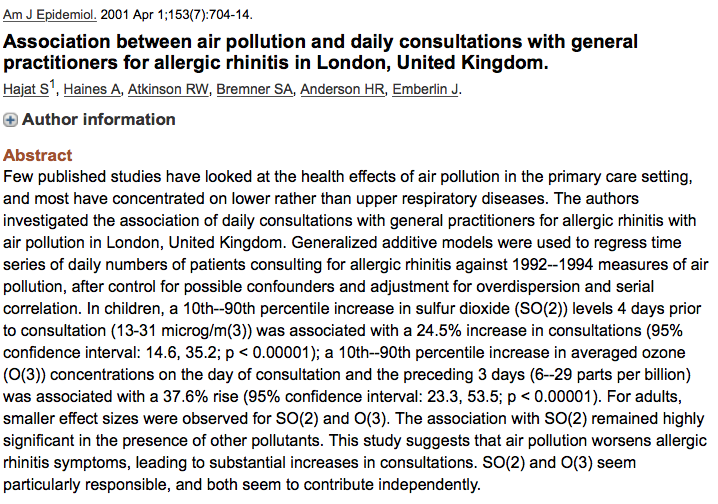 Am J Epidemiol. 2001 Apr 1;153(7):704-14.
Association between air pollution and daily consultations with general
practitioners for allergic rhinitis in London, United Kingdom.
Hajat S1, Haines A, Atkinson RW, Bremner SA, Anderson HR, Emberlin J.
Author information
Abstract
Few published studies have looked at the health effects of air pollution in the primary care setting,
and most have concentrated on lower rather than upper respiratory diseases. The authors
investigated the association of daily consultations with general practitioners for allergic rhinitis with
air pollution in London, United Kingdom. Generalized additive models were used to regress time
series of daily numbers of patients consulting for allergic rhinitis against 1992--1994 measures of air
pollution, after control for possible confounders and adjustment for overdispersion and serial
correlation. In children, a 10th--90th percentile increase in sulfur dioxide (SO(2)) levels 4 days prior
to consultation (13-31 microg/m(3)) was associated with a 24.5% increase in consultations (95%
confidence interval: 14.6, 35.2; p < 0.00001); a 10th--90th percentile increase in averaged ozone
(O(3)) concentrations on the day of consultation and the preceding 3 days (6--29 parts per billion)
was associated with a 37.6% rise (95% confidence interval: 23.3, 53.5; p < 0.00001). For adults,
smaller effect sizes were observed for SO(2) and O(3). The association with SO(2) remained highly
significant in the presence of other pollutants. This study suggests that air pollution worsens allergic
rhinitis symptoms, leading to substantial increases in consultations. SO(2) and O(3) seem
particularly responsible, and both seem to contribute independently.